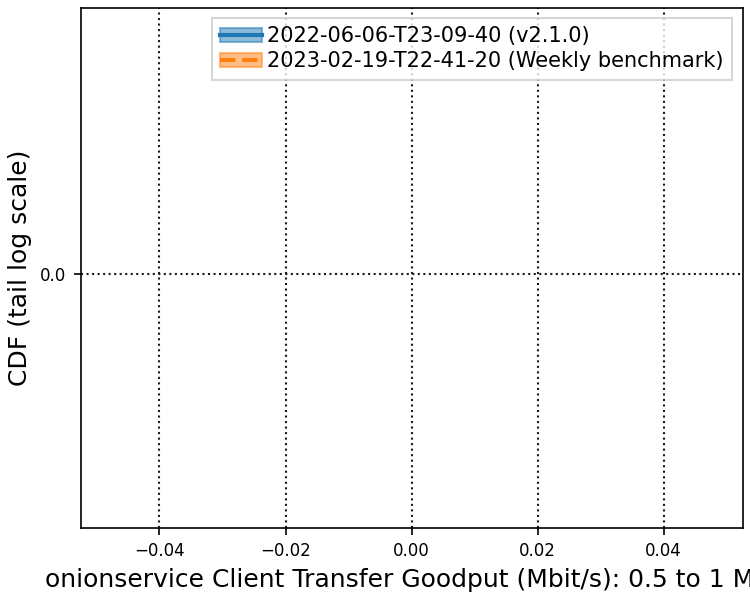 2022-06-06-T23-09-40 (v2.1.0)
2023-02-19-T22-41-20 (Weekly benchmark)
CDF (tail log scale)
0.0
−0.04
−0.02
0.00
0.02
0.04
onionservice Client Transfer Goodput (Mbit/s): 0.5 to 1 M